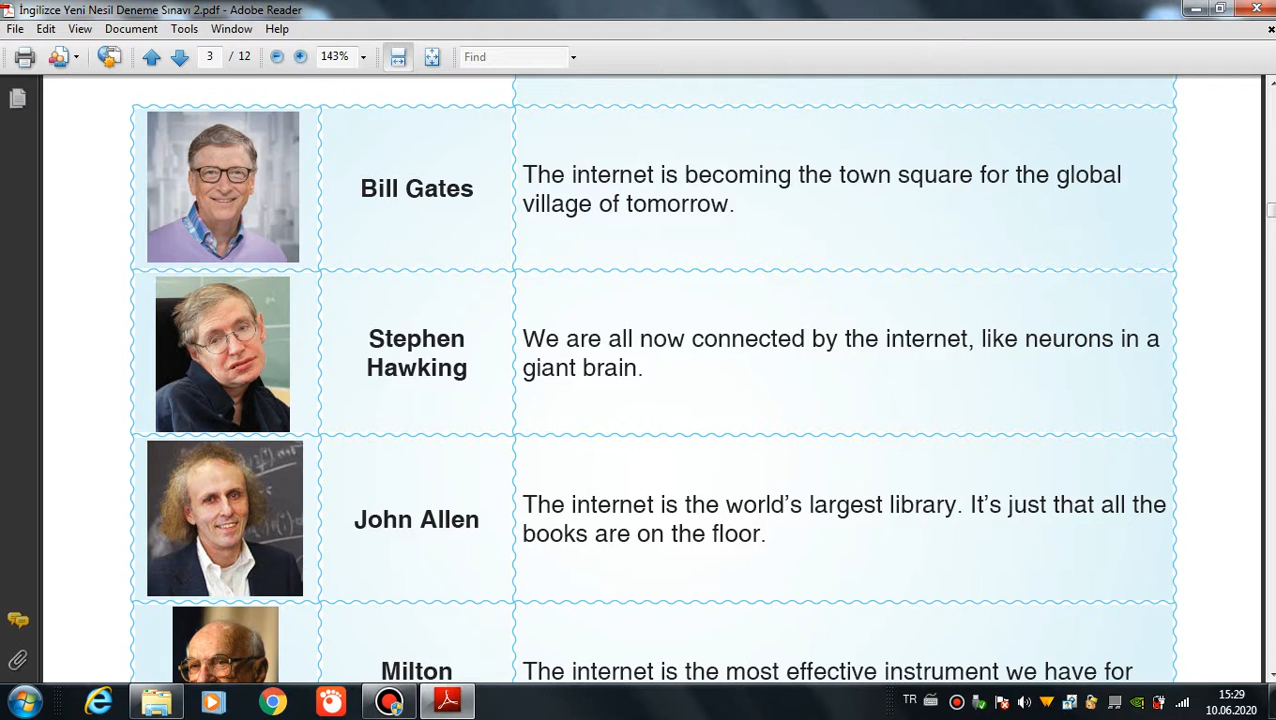 İngilizce Yeni Nesil Deneme Sınavı 2.pdf - Adobe Reader
File Edit View Document Tools Window Help
3 / 12 143% Find
Bill Gates
The internet is becoming the town square for the global
village of tomorrow.
Stephen
Hawking
We are all now connected by the internet, like neurons in a
giant brain.
John Allen
The internet is the world’s largest library. It’s just that all the
books are on the floor.
Milton
The internet is the most effective instrument we have for
TR
15:29
10.06.2020